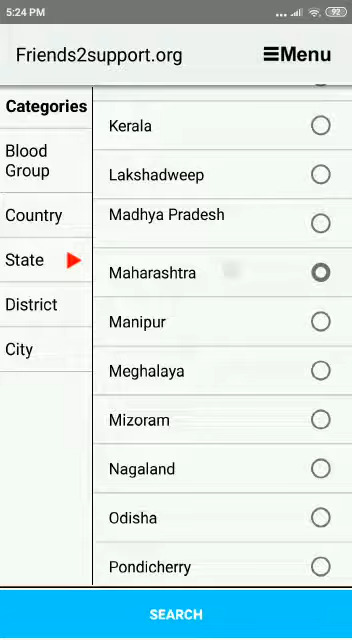 5:24 PM
92
Friends2support.org
Menu
Categories
Blood
Group
Country
State
District
City
Kerala
Lakshadweep
Madhya Pradesh
Maharashtra
Manipur
Meghalaya
Mizoram
Nagaland
Odisha
Pondicherry
SEARCH